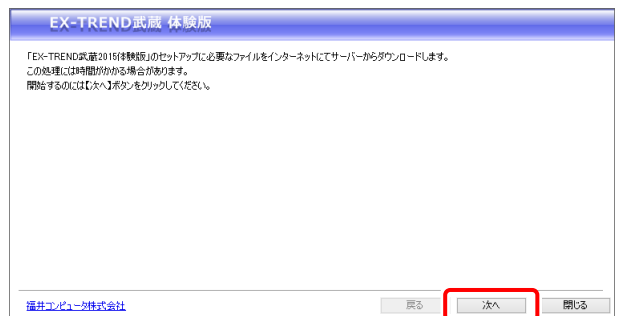 EX-TREND武蔵 体験版
「EX-TREND武蔵2015体験版」のセットアップに必要なファイルをインターネットにてサーバーからダウンロードします。
この処理には時間がかかる場合があります。
開始するのには【次へ】ボタンをクリックしてください。
福井コンピュータ株式会社 戻る 次へ 閉じる